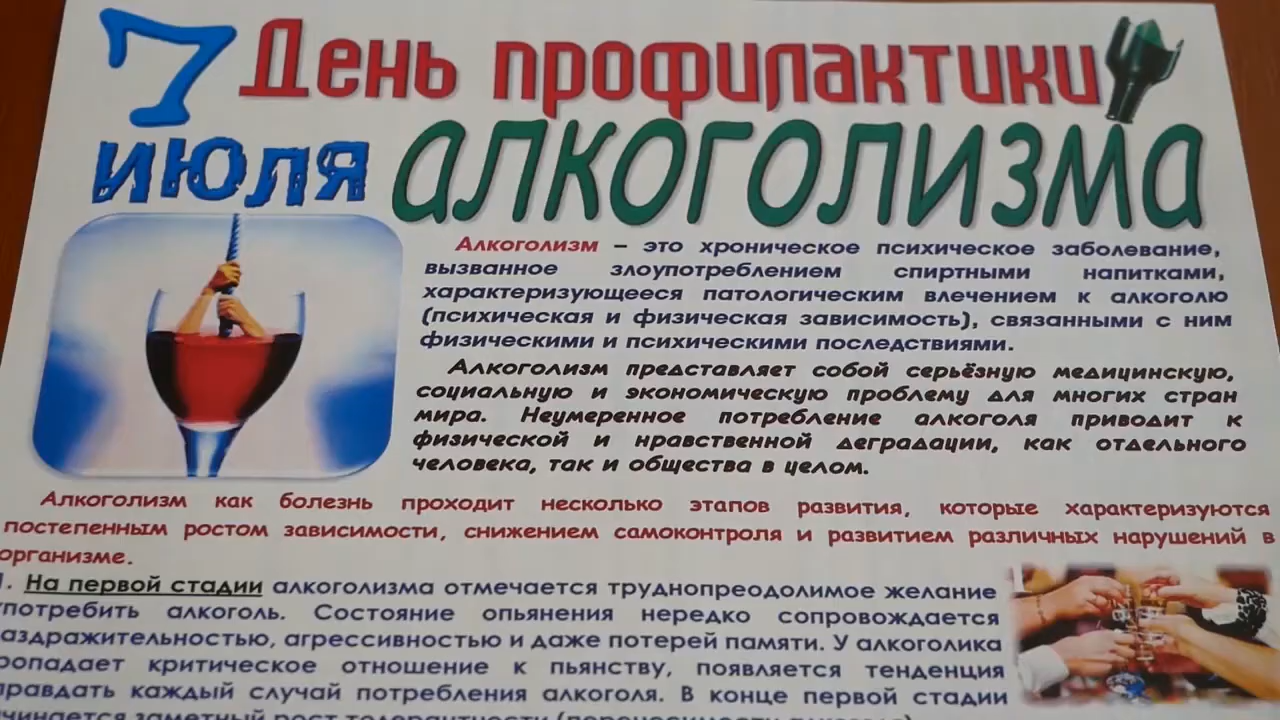 7 День профилактики
июля алкоголизма
Алкоголизм – это хроническое психическое заболевание,
вызванное злоупотреблением спиртными напитками,
характеризующееся патологическим влечением к алкоголю
(психическая и физическая зависимость), связанными с ним
физическими и психическими последствиями.
Алкоголизм представляет собой серьёзную медицинскую,
социальную и экономическую проблему для многих стран
мира. Неумеренное потребление алкоголя приводит к
физической и нравственной деградации, как отдельного
человека, так и общества в целом.
Алкоголизм как болезнь проходит несколько этапов развития, которые характеризуются
постепенным ростом зависимости, снижением самоконтроля и развитием различных нарушений в
организме.
1. На первой стадии алкоголизма отмечается труднопреодолимое желание
употребить алкоголь. Состояние опьянения нередко сопровождается
раздражительностью, агрессивностью и даже потерей памяти. У алкоголика
пропадает критическое отношение к пьянству, появляется тенденция
оправдать каждый случай потребления алкоголя. В конце первой стадии